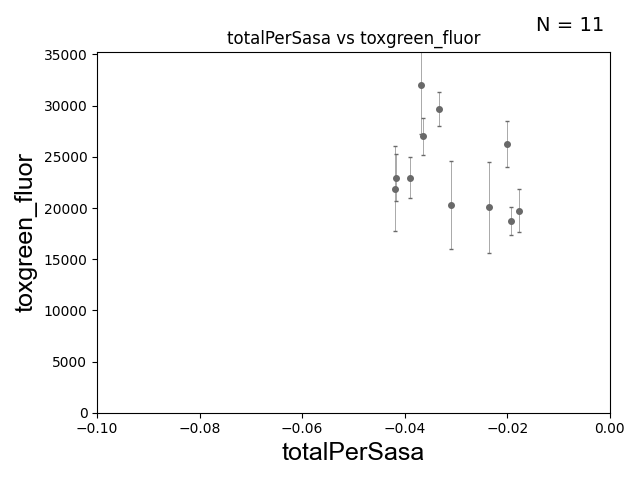 N = 11
totalPerSasa vs toxgreen_fluor
toxgreen_fluor
35000
30000
25000
20000
15000
10000
5000
0
−0.10 −0.08 −0.06 −0.04 −0.02 0.00
totalPerSasa